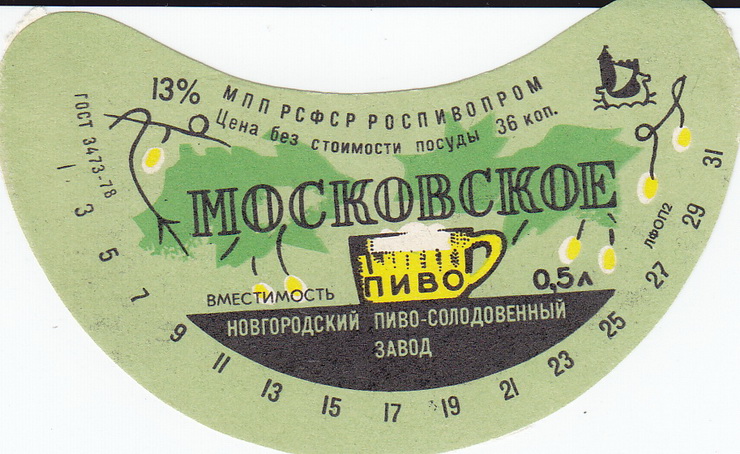 13% МПП РСФСР РОСПИВОПРОМ
Цена без стоимости посуды 36 коп.
ГОСТ 3473-78
МОСКОВСКОЕ
ПИВО
ВМЕСТИМОСТЬ 0,5 л
НОВГОРОДСКИЙ ПИВО-СОЛОДОВЕННЫЙ
ЗАВОД
ЛФОП2
1 3 5 7 9 11 13 15 17 19 21 23 25 27 29 31